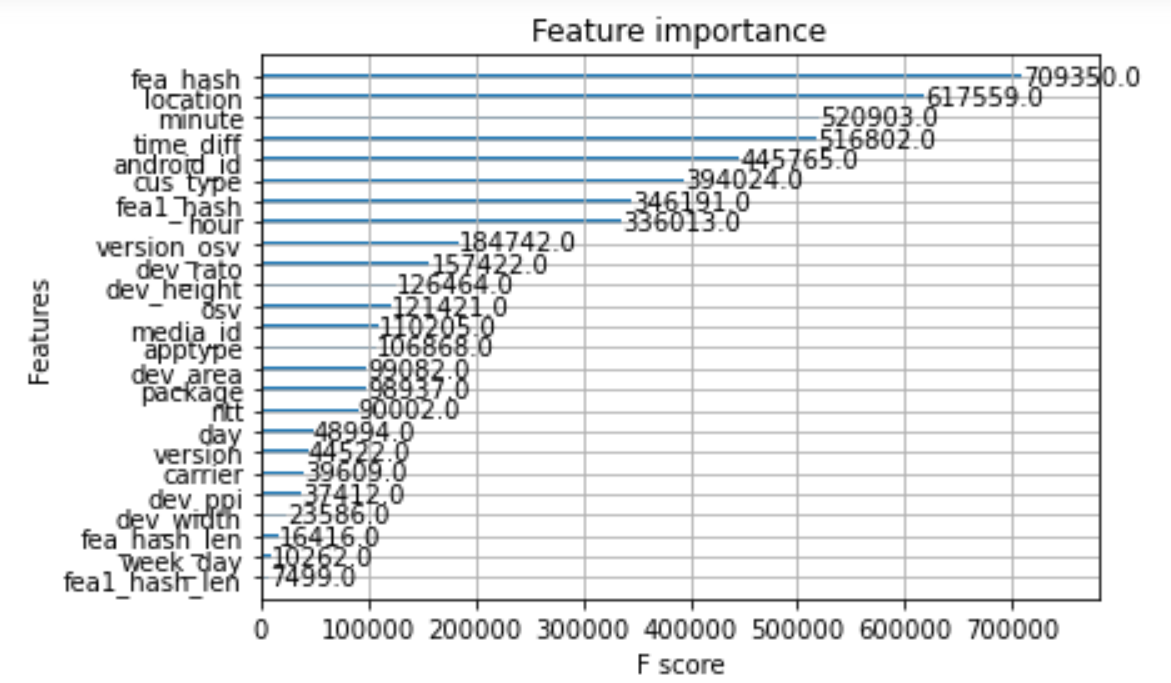 Feature importance
fea_hash 709350.0
location 617559.0
minute 520903.0
time_diff 516802.0
android_id 445765.0
cus_type 394024.0
fea1_hash 346191.0
hour 336013.0
version_osv 184742.0
dev_rato 157422.0
dev_height 126464.0
osv 121421.0
media_id 110205.0
apptype 106868.0
dev_area 99082.0
package 98937.0
ntt 90002.0
day 48994.0
version 44522.0
carrier 39609.0
dev_ppi 37412.0
dev_width 23586.0
fea_hash_len 16416.0
week_day 10262.0
fea1_hash_len 7499.0
Features
0 100000 200000 300000 400000 500000 600000 700000
F score